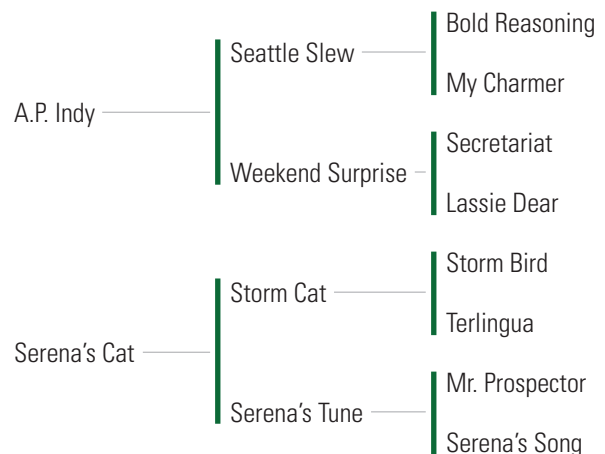 Bold Reasoning
Seattle Slew
My Charmer
A.P. Indy
Secretariat
Weekend Surprise
Lassie Dear
Storm Bird
Storm Cat
Terlingua
Serena's Cat
Mr. Prospector
Serena's Tune
Serena's Song